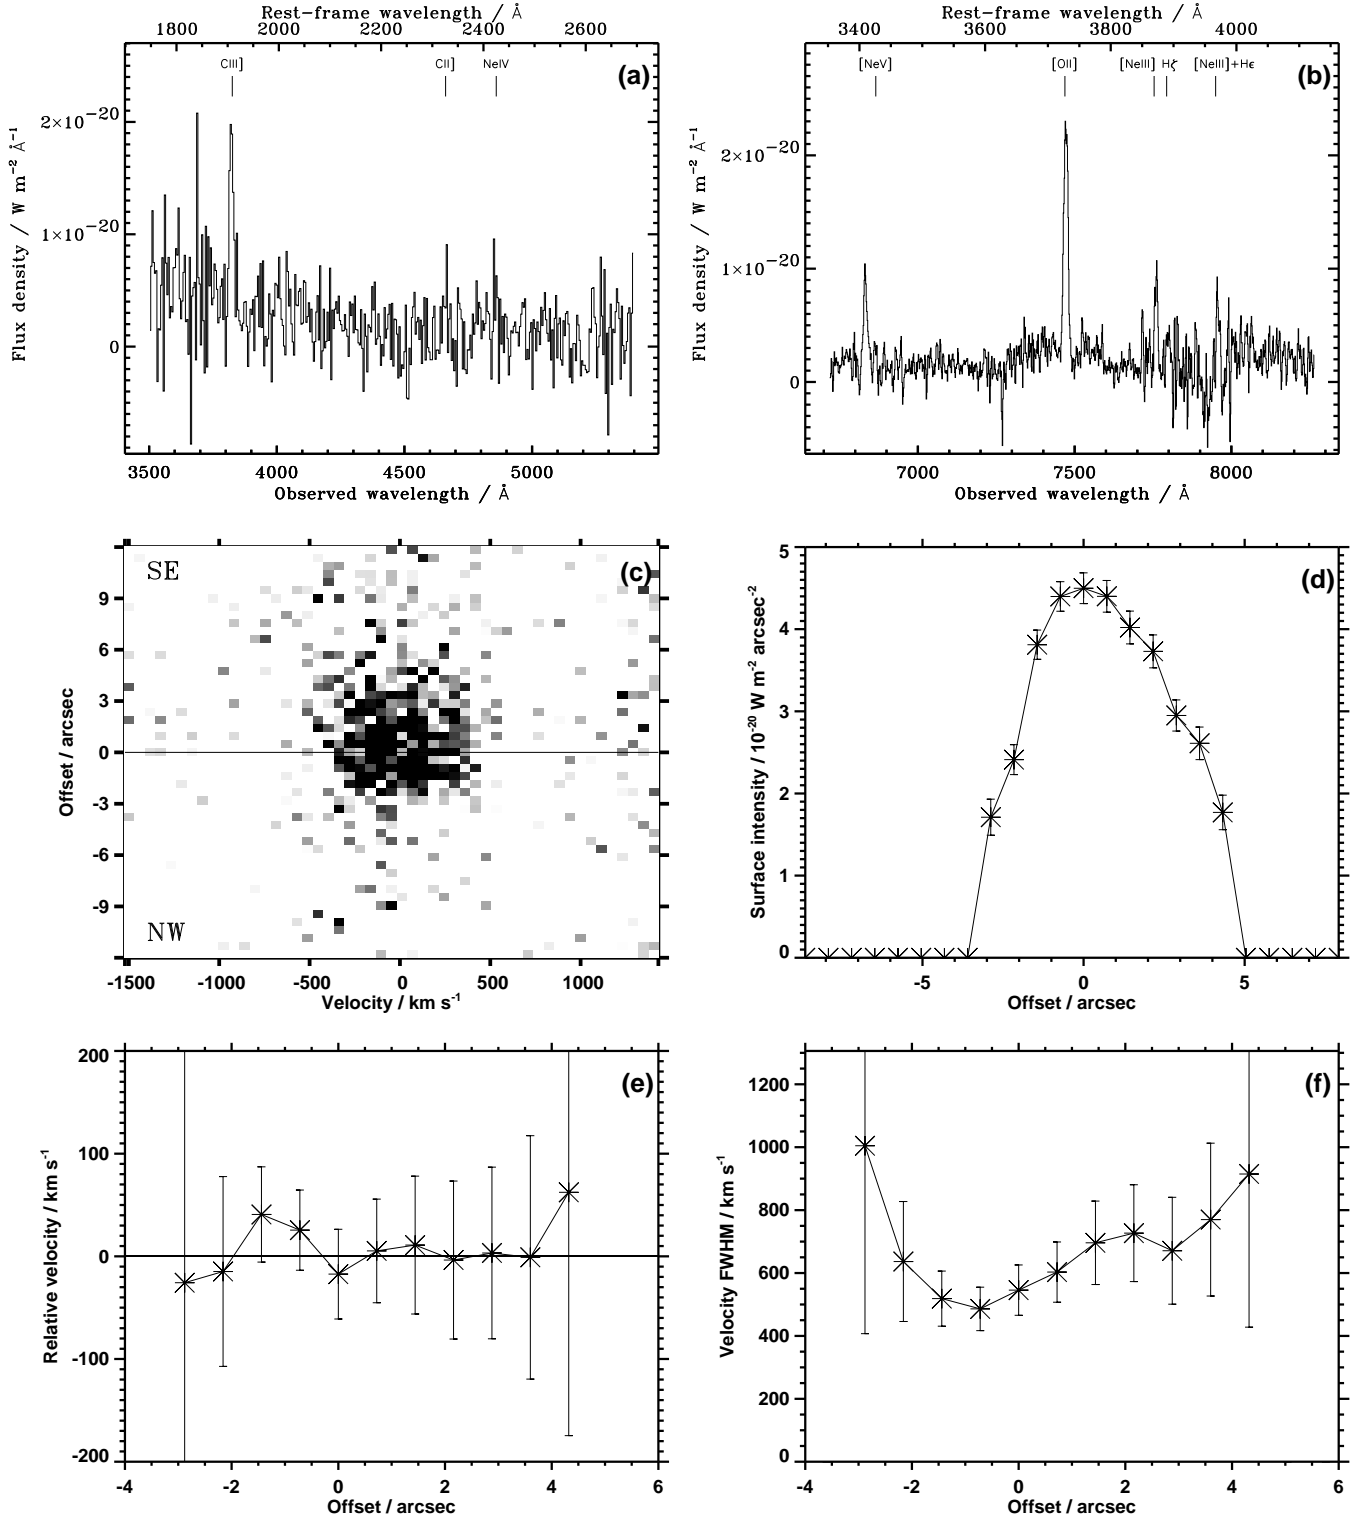 Rest−frame wavelength / Å
1800 2000 2200 2400 2600
CIII] CII] NeIV (a)
2×10⁻²⁰
1×10⁻²⁰
0
Flux density / W m⁻² Å⁻¹
3500 4000 4500 5000
Observed wavelength / Å
Rest−frame wavelength / Å
3400 3600 3800 4000
[NeV] [OII] [NeIII] Hζ [NeIII]+Hϵ (b)
2×10⁻²⁰
1×10⁻²⁰
0
Flux density / W m⁻² Å⁻¹
7000 7500 8000
Observed wavelength / Å
SE (c)
9
6
3
0
-3
-6
-9
NW
Offset / arcsec
-1500 -1000 -500 0 500 1000
Velocity / km s⁻¹
(d)
5
4
3
2
1
0
Surface intensity / 10⁻²⁰ W m⁻² arcsec⁻²
-5 0 5
Offset / arcsec
(e)
200
100
0
-100
-200
Relative velocity / km s⁻¹
-4 -2 0 2 4 6
Offset / arcsec
(f)
1200
1000
800
600
400
200
0
Velocity FWHM / km s⁻¹
-4 -2 0 2 4 6
Offset / arcsec